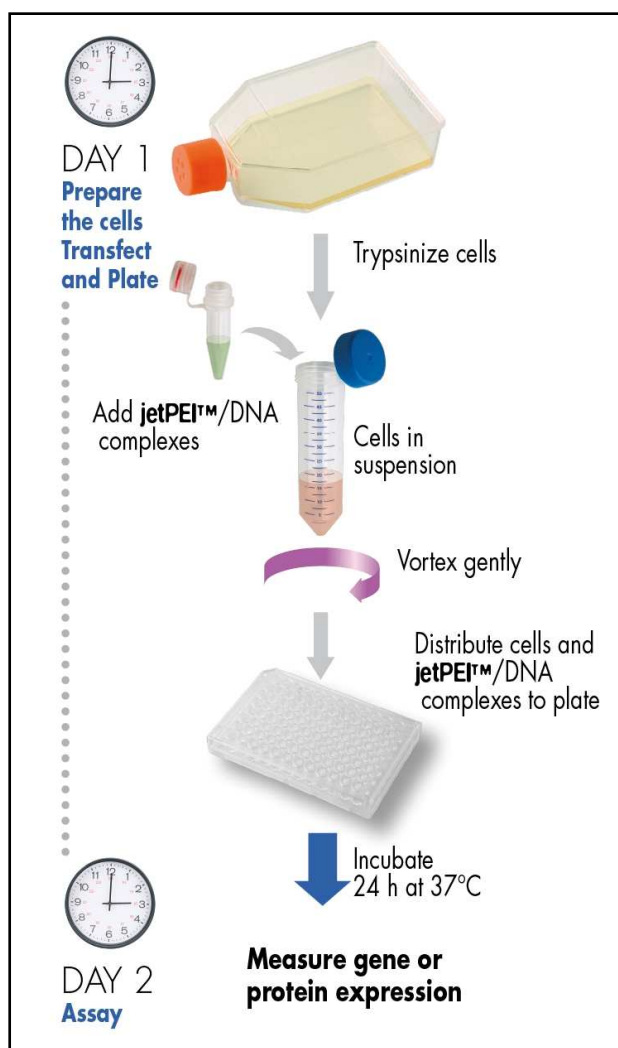 DAY 1
Prepare
the cells
Transfect
and Plate
Trypsinize cells
Add jetPEI™/DNA
complexes
Cells in
suspension
Vortex gently
Distribute cells and
jetPEI™/DNA
complexes to plate
Incubate
24 h at 37°C
DAY 2
Assay
Measure gene or
protein expression